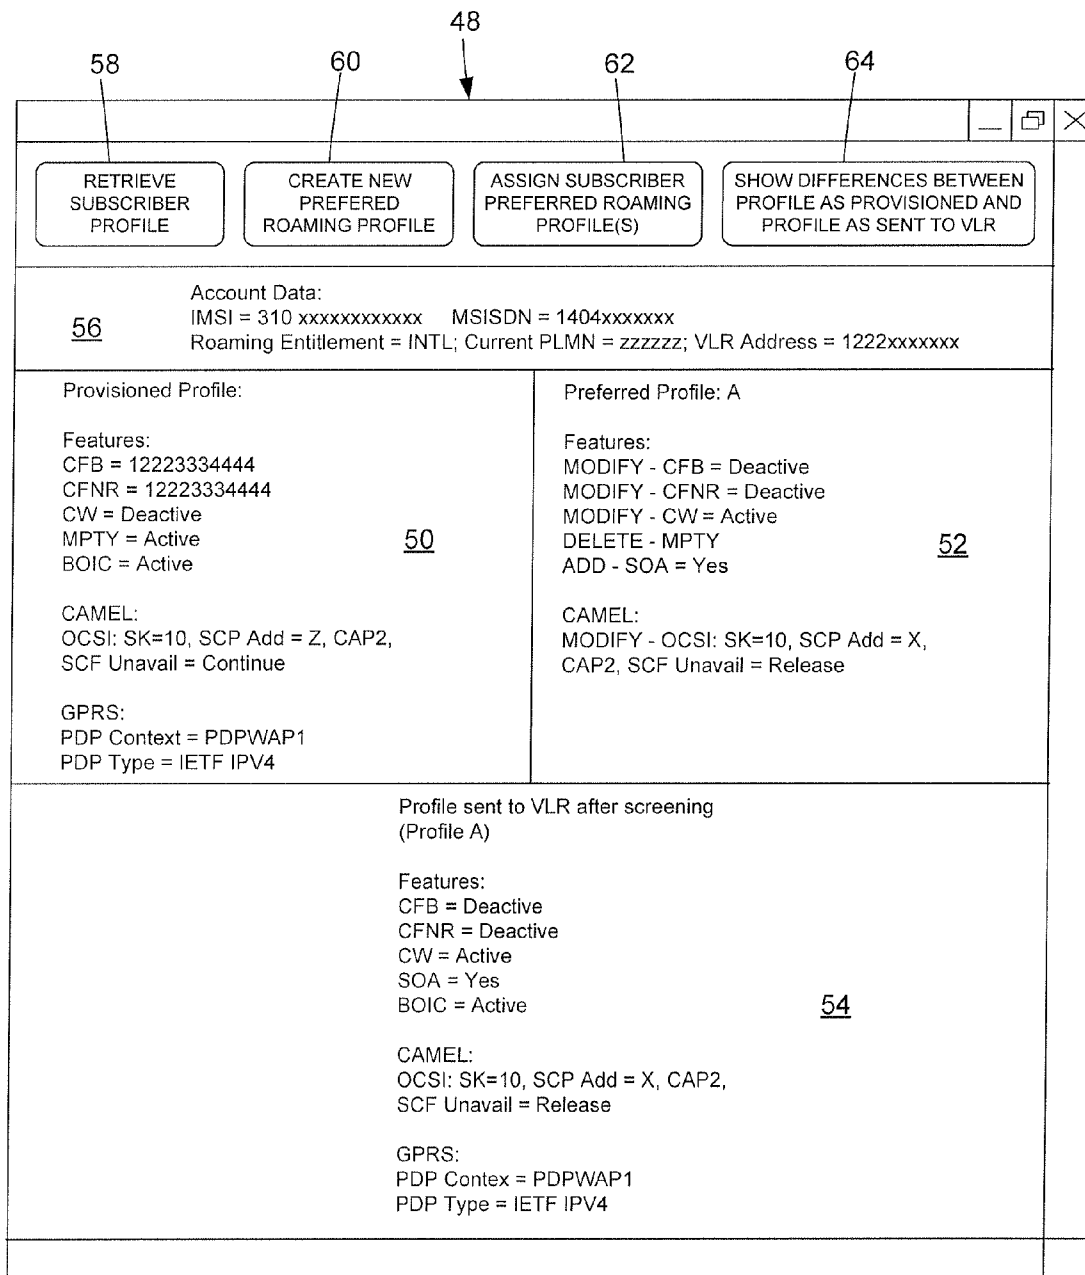 48
58
60
62
64
RETRIEVE
SUBSCRIBER
PROFILE
CREATE NEW
PREFERED
ROAMING PROFILE
ASSIGN SUBSCRIBER
PREFERRED ROAMING
PROFILE(S)
SHOW DIFFERENCES BETWEEN
PROFILE AS PROVISIONED AND
PROFILE AS SENT TO VLR
56
Account Data:
IMSI = 310 xxxxxxxxxxxx MSISDN = 1404xxxxxxx
Roaming Entitlement = INTL; Current PLMN = zzzzzz; VLR Address = 1222xxxxxxx
Provisioned Profile:
Features:
CFB = 12223334444
CFNR = 12223334444
CW = Deactive
MPTY = Active
BOIC = Active
50
CAMEL:
OCSI: SK=10, SCP Add = Z, CAP2,
SCF Unavail = Continue
GPRS:
PDP Context = PDPWAP1
PDP Type = IETF IPV4
Preferred Profile: A
Features:
MODIFY - CFB = Deactive
MODIFY - CFNR = Deactive
MODIFY - CW = Active
DELETE - MPTY
ADD - SOA = Yes
52
CAMEL:
MODIFY - OCSI: SK=10, SCP Add = X,
CAP2, SCF Unavail = Release
Profile sent to VLR after screening
(Profile A)
Features:
CFB = Deactive
CFNR = Deactive
CW = Active
SOA = Yes
BOIC = Active
54
CAMEL:
OCSI: SK=10, SCP Add = X, CAP2,
SCF Unavail = Release
GPRS:
PDP Contex = PDPWAP1
PDP Type = IETF IPV4